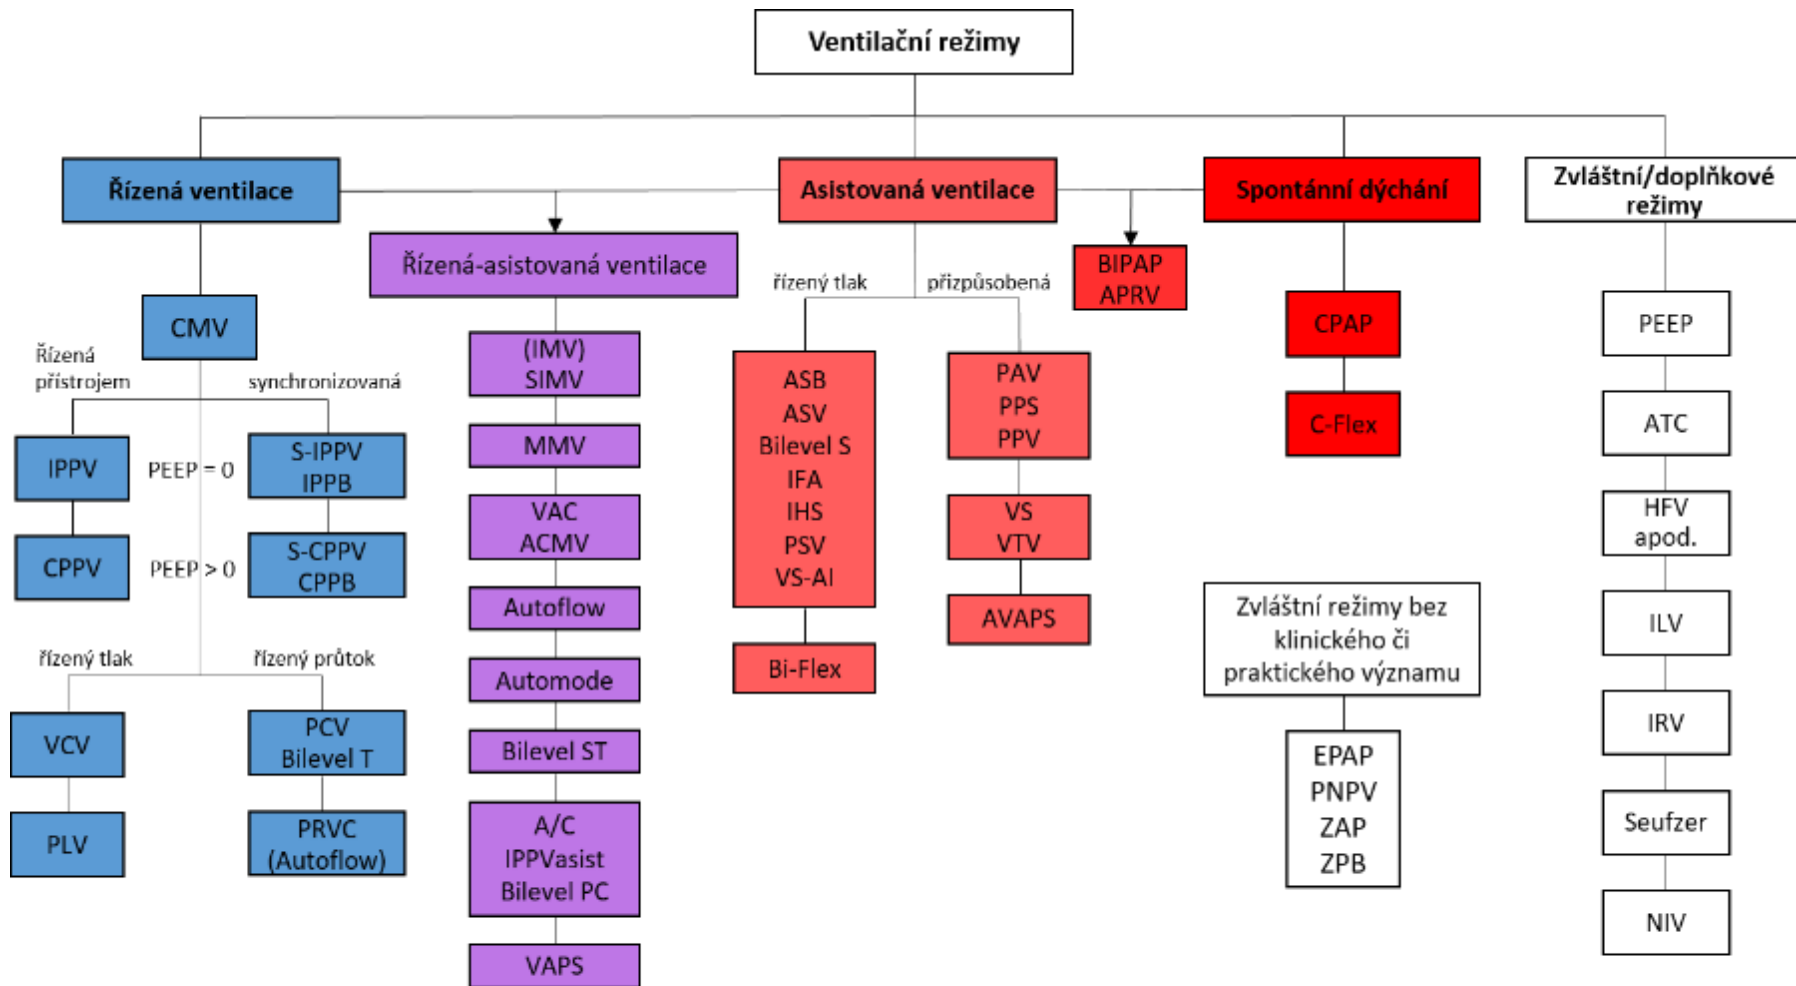 Ventilační režimy
Řízená ventilace
Asistovaná ventilace
Spontánní dýchání
Zvláštní/doplňkové
režimy
Řízená-asistovaná ventilace
BIPAP
APRV
CMV
Řízená
přístrojem
synchronizovaná
IPPV
PEEP = 0
S-IPPV
IPPB
CPPV
PEEP > 0
S-CPPV
CPPB
řízený tlak
řízený průtok
VCV
PCV
Bilevel T
PLV
PRVC
(Autoflow)
(IMV)
SIMV
MMV
VAC
ACMV
Autoflow
Automode
Bilevel ST
A/C
IPPVasist
Bilevel PC
VAPS
řízený tlak
přizpůsobená
ASB
ASV
Bilevel S
IFA
IHS
PSV
VS-AI
Bi-Flex
PAV
PPS
PPV
VS
VTV
AVAPS
CPAP
C-Flex
Zvláštní režimy bez
klinického či
praktického významu
EPAP
PNPV
ZAP
ZPB
PEEP
ATC
HFV
apod.
ILV
IRV
Seufzer
NIV